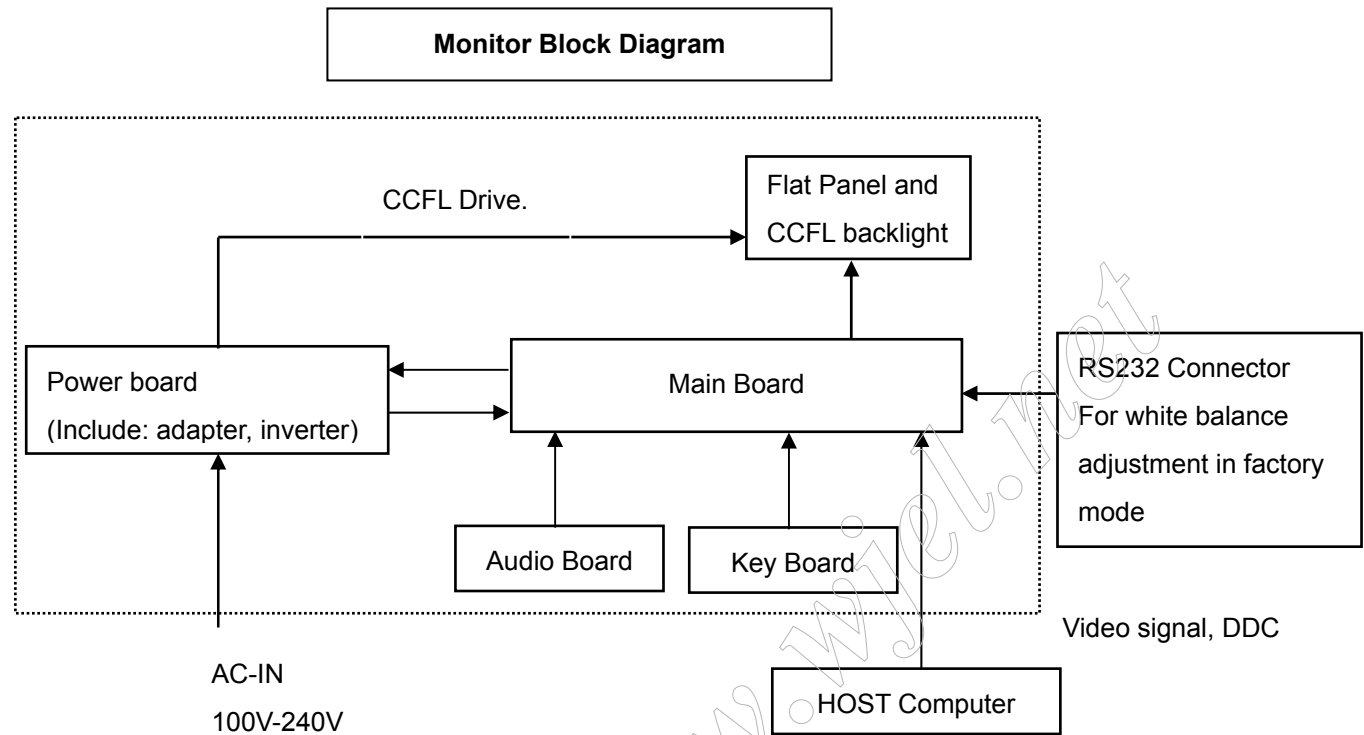 Monitor Block Diagram
CCFL Drive.
Flat Panel and
CCFL backlight
Power board
(Include: adapter, inverter)
Main Board
RS232 Connector
For white balance
adjustment in factory
mode
Audio Board
Key Board
Video signal, DDC
AC-IN
100V-240V
HOST Computer
w.wjel.net